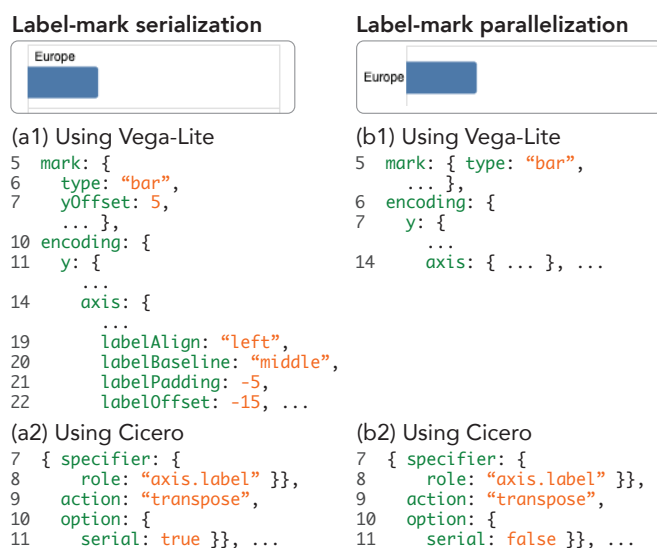 Label-mark serialization
Europe
(a1) Using Vega-Lite
5 mark: {
6 type: “bar”,
7 yOffset: 5,
... },
10 encoding: {
11 y: {
...
14 axis: {
...
19 labelAlign: “left”,
20 labelBaseline: “middle”,
21 labelPadding: -5,
22 labelOffset: -15, ...
(a2) Using Cicero
7 { specifier: {
8 role: “axis.label” }},
9 action: “transpose”,
10 option: {
11 serial: true }}, ...
Label-mark parallelization
Europe
(b1) Using Vega-Lite
5 mark: { type: “bar”,
... },
6 encoding: {
7 y: {
...
14 axis: { ... }, ...
(b2) Using Cicero
7 { specifier: {
8 role: “axis.label” }},
9 action: “transpose”,
10 option: {
11 serial: false }}, ...